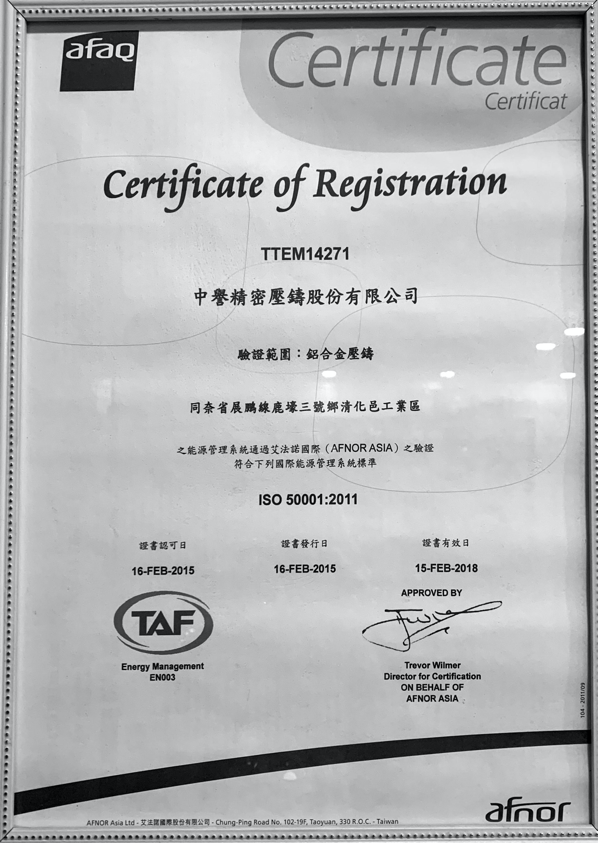 afaq
Certificate
Certificat
Certificate of Registration
TTEM14271
中譽精密壓鑄股份有限公司
驗證範圍：鋁合金壓鑄
同奈省展鵬線鹿壕三號鄉清化邑工業區
之能源管理系統通過艾法諾國際（AFNOR ASIA）之驗證
符合下列國際能源管理系統標準
ISO 50001:2011
證書認可日 證書發行日 證書有效日
16-FEB-2015 16-FEB-2015 15-FEB-2018
APPROVED BY
TAF
Energy Management
EN003
Trevor Wilmer
Director for Certification
ON BEHALF OF
AFNOR ASIA
104 - 2011/09
AFNOR Asia Ltd - 艾法諾國際股份有限公司 - Chung-Ping Road No. 102-19F, Taoyuan, 330 R.O.C. - Taiwan
afnor